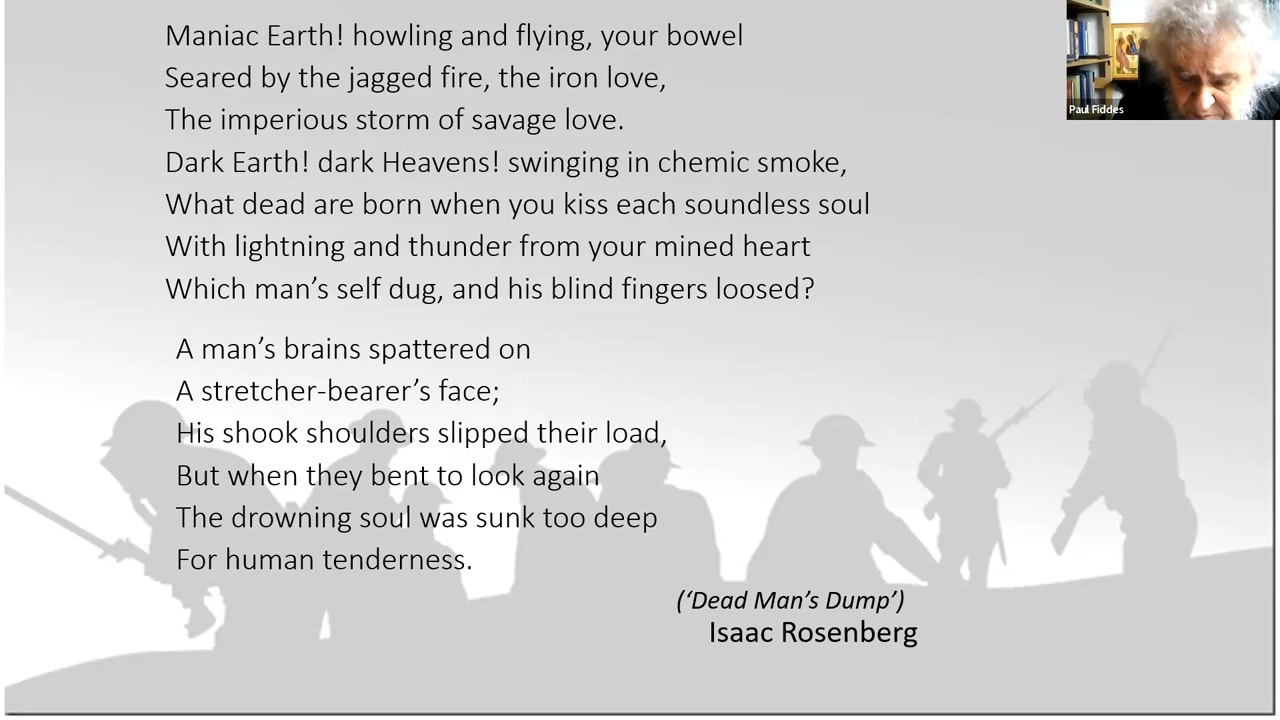 Maniac Earth! howling and flying, your bowel
Seared by the jagged fire, the iron love,
The imperious storm of savage love.
Dark Earth! dark Heavens! swinging in chemic smoke,
What dead are born when you kiss each soundless soul
With lightning and thunder from your mined heart
Which man’s self dug, and his blind fingers loosed?
A man’s brains spattered on
A stretcher-bearer’s face;
His shook shoulders slipped their load,
But when they bent to look again
The drowning soul was sunk too deep
For human tenderness.
(‘Dead Man’s Dump’)
Isaac Rosenberg
Paul Fiddes